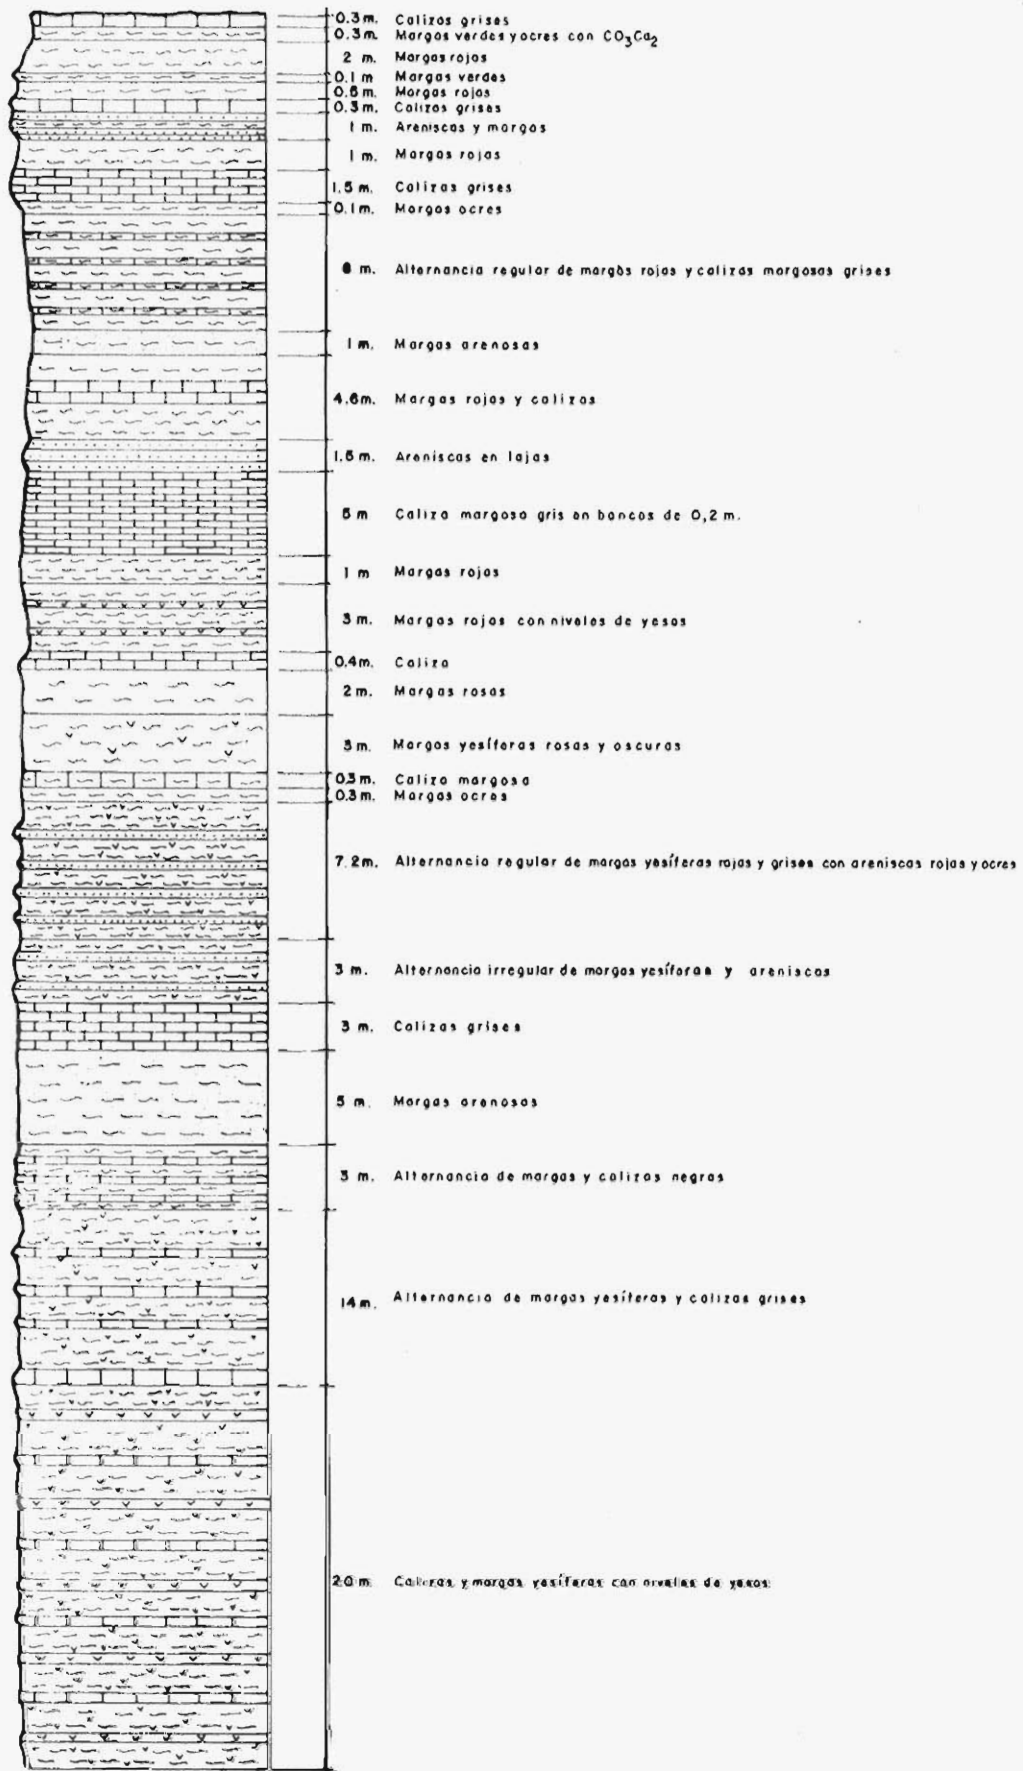 0.3 m. Calizas grises
0.3 m. Margas verdes y ocres con CO3Ca2
2 m. Margas rojas
0.1 m Margas verdes
0.6 m. Margas rojas
0.3 m. Calizas grises
1 m. Areniscas y margas
1 m. Margas rojas
1.5 m. Calizas grises
0.1 m. Margas ocres
m. Alternancia regular de margas rojas y calizas margosas grises
1 m. Margas arenosas
4.6 m. Margas rojas y calizas
1.5 m. Areniscas en lajas
5 m Caliza margosa gris en bancos de 0,2 m.
1 m Margas rojas
3 m. Margas rojas con niveles de yesos
0.4 m. Caliza
2 m. Margas rosas
3 m. Margas yesíferas rosas y oscuras
0.3 m. Caliza margosa
0.3 m. Margas ocres
7.2 m. Alternancia regular de margas yesíferas rojas y grises con areniscas rojas y ocres
3 m. Alternancia irregular de margas yesíferas y areniscas
3 m. Calizas grises
5 m. Margas arenosas
3 m. Alternancia de margas y calizas negras
14 m. Alternancia de margas yesíferas y calizas grises
20 m Calizas y margas yesíferas con niveles de yesos